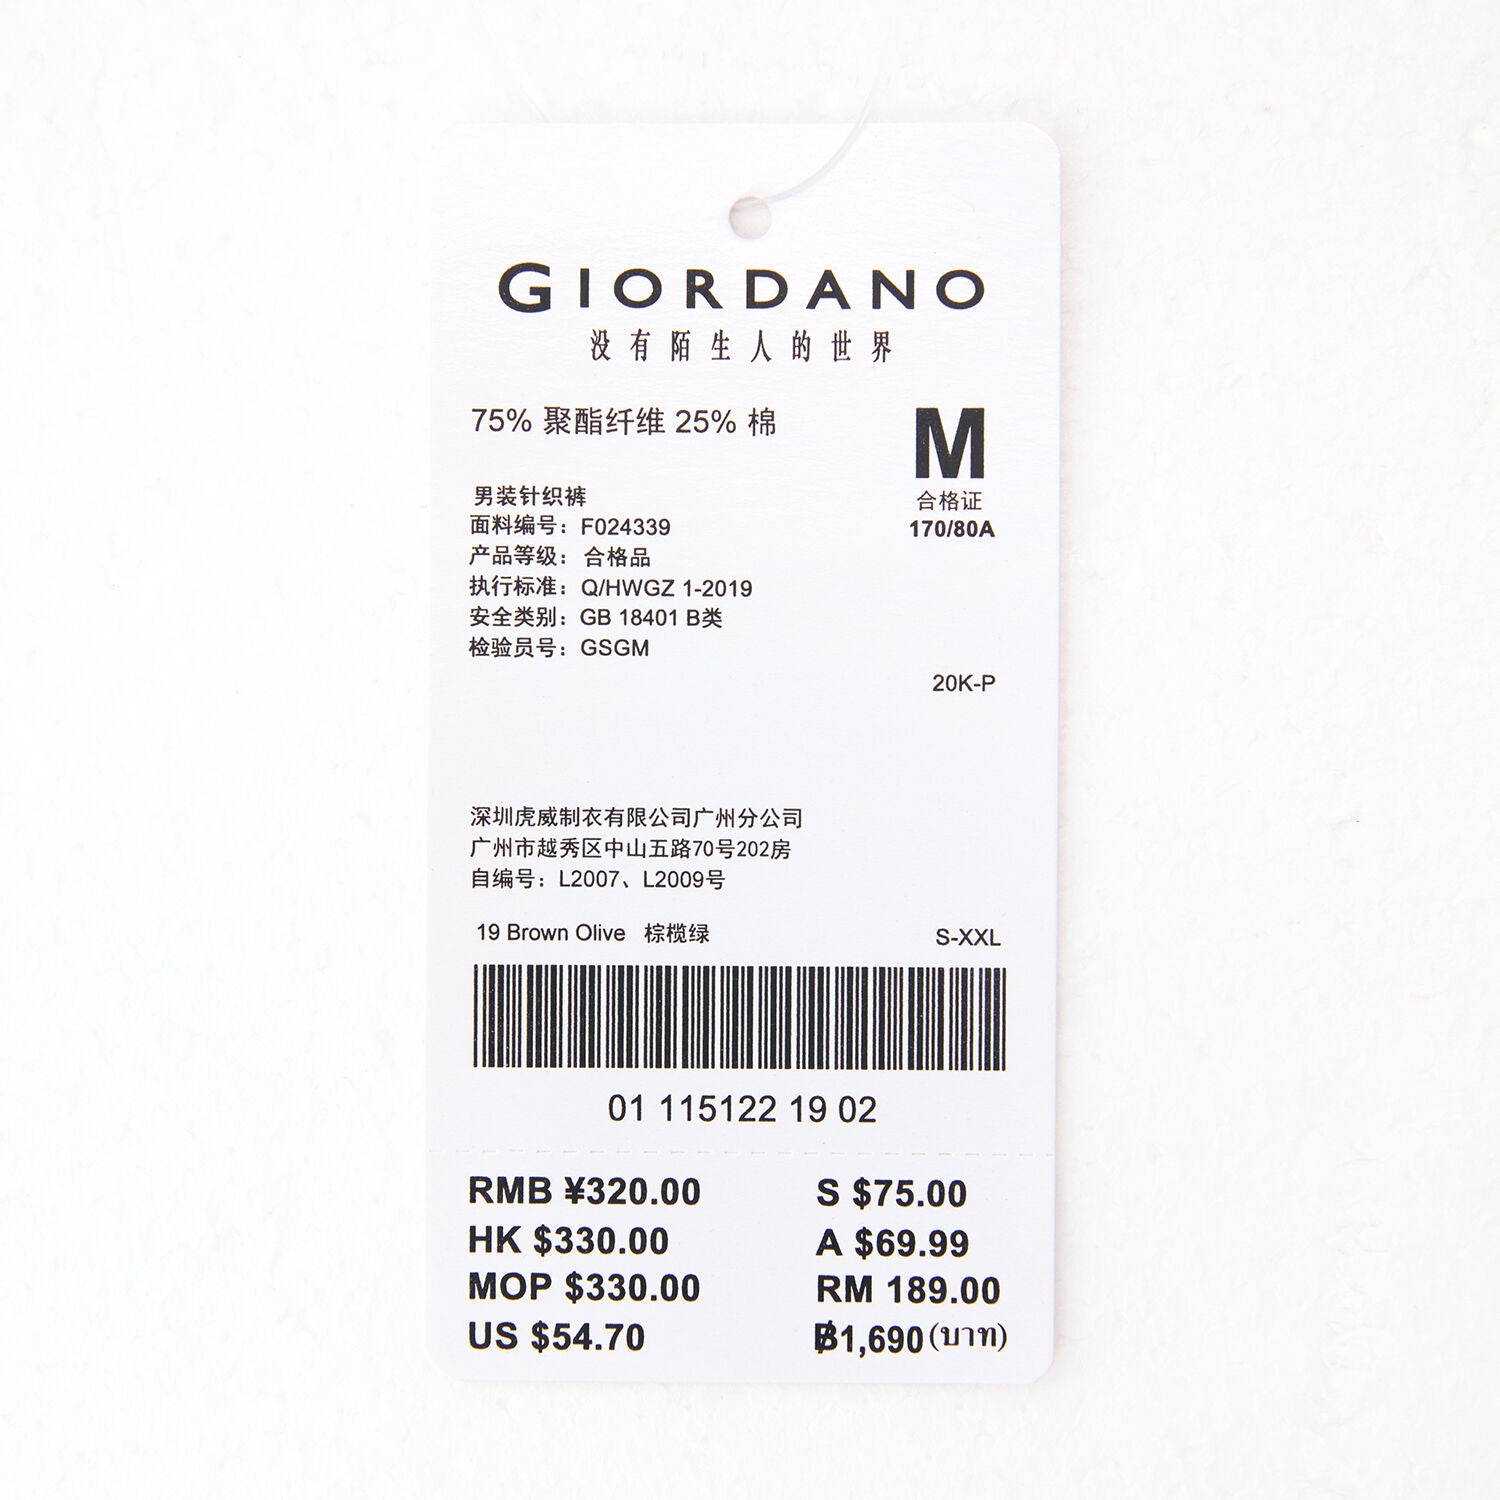 GIORDANO
没有陌生人的世界
75% 聚酯纤维 25% 棉
M
合格证
170/80A
男装针织裤
面料编号：F024339
产品等级：合格品
执行标准：Q/HWGZ 1-2019
安全类别：GB 18401 B类
检验员号：GSGM
20K-P
深圳虎威制衣有限公司广州分公司
广州市越秀区中山五路70号202房
自编号：L2007、L2009号
19 Brown Olive 棕榄绿
S-XXL
01 115122 19 02
RMB ¥320.00
HK $330.00
MOP $330.00
US $54.70
S $75.00
A $69.99
RM 189.00
฿1,690(บาท)